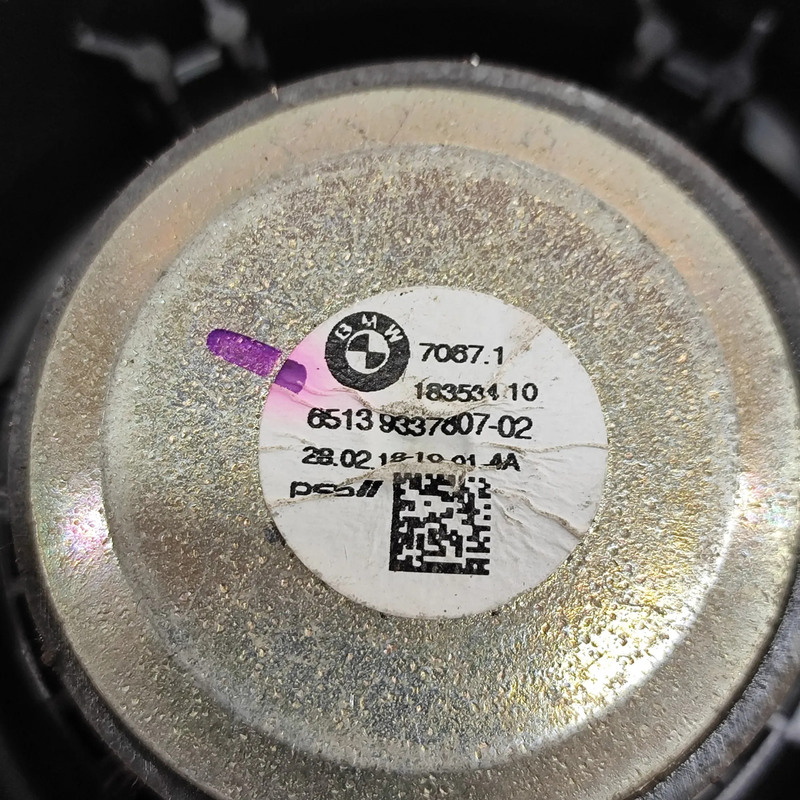 BMW
7067.1
18353410
6513 9337607-02
28.02.18-19-01-4A
PSS//